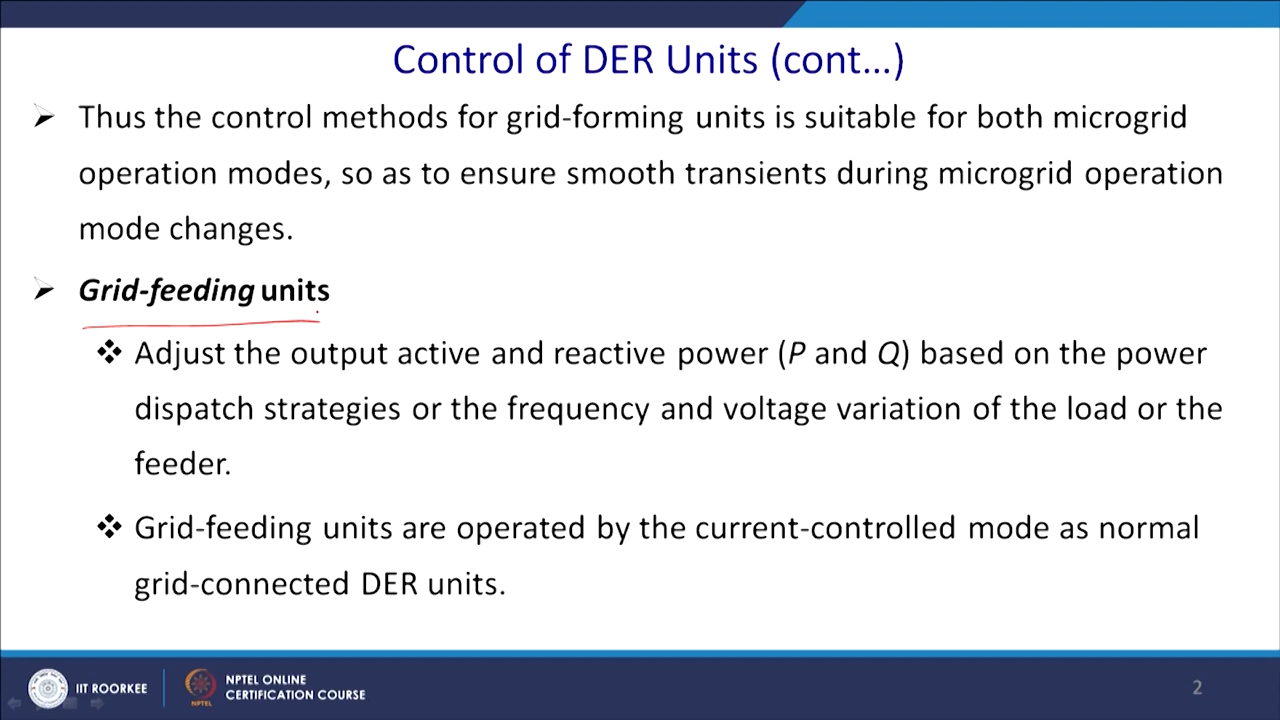 Control of DER Units (cont...)
➢ Thus the control methods for grid-forming units is suitable for both microgrid
operation modes, so as to ensure smooth transients during microgrid operation
mode changes.
➢ Grid-feeding units
❖ Adjust the output active and reactive power (P and Q) based on the power
dispatch strategies or the frequency and voltage variation of the load or the
feeder.
❖ Grid-feeding units are operated by the current-controlled mode as normal
grid-connected DER units.
IIT ROORKEE
NPTEL
NPTEL ONLINE
CERTIFICATION COURSE
2